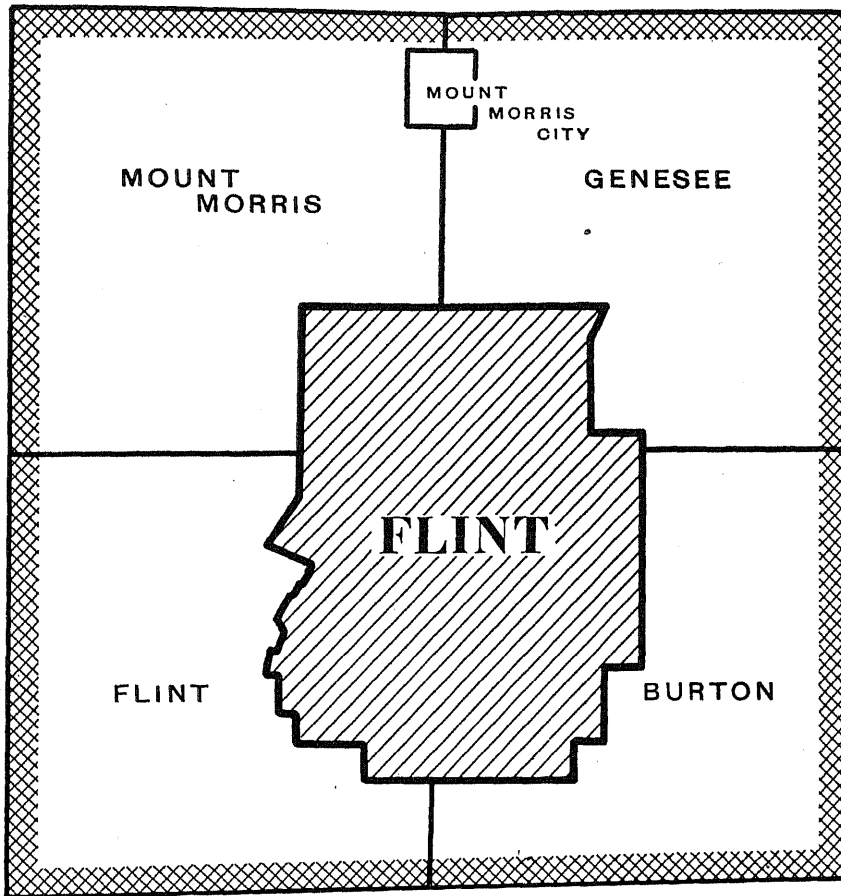 MOUNT
MORRIS
CITY
MOUNT
MORRIS
GENESEE
FLINT
FLINT
BURTON